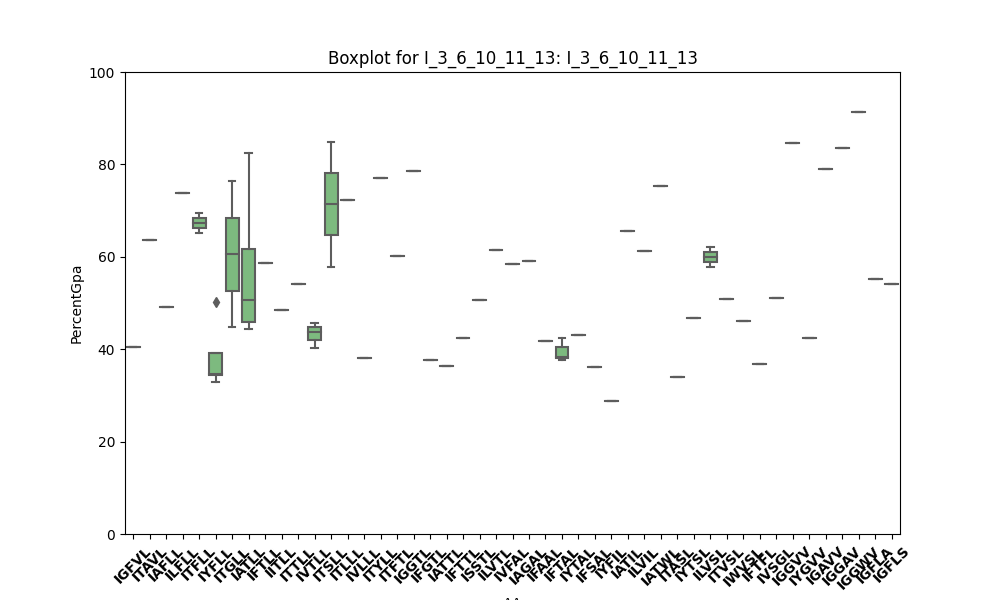 Boxplot for I_3_6_10_11_13: I_3_6_10_11_13
PercentGpa
100
80
60
40
20
0
IGFVL
ITAVL
IAFLL
ILFLL
ITFLL
IYFLL
ITGLL
IATLL
IFTLL
IITLL
ITTLL
IVTLL
ITSLL
ITLLL
IVLLL
ITYLL
ITFTL
IGGTL
IFGTL
IATTL
IFTTL
ISSTL
ILVTL
IVFAL
IAGAL
IFAAL
IFTAL
IYTAL
IFSAL
IYFIL
IATIL
ILVIL
IATWL
ITASL
IYTSL
ILVSL
ITVSL
IWVSL
IFTFL
IVSGL
IGGVV
IYGVV
IGAVV
IGGAV
IGGWV
IGFLA
IGFLS